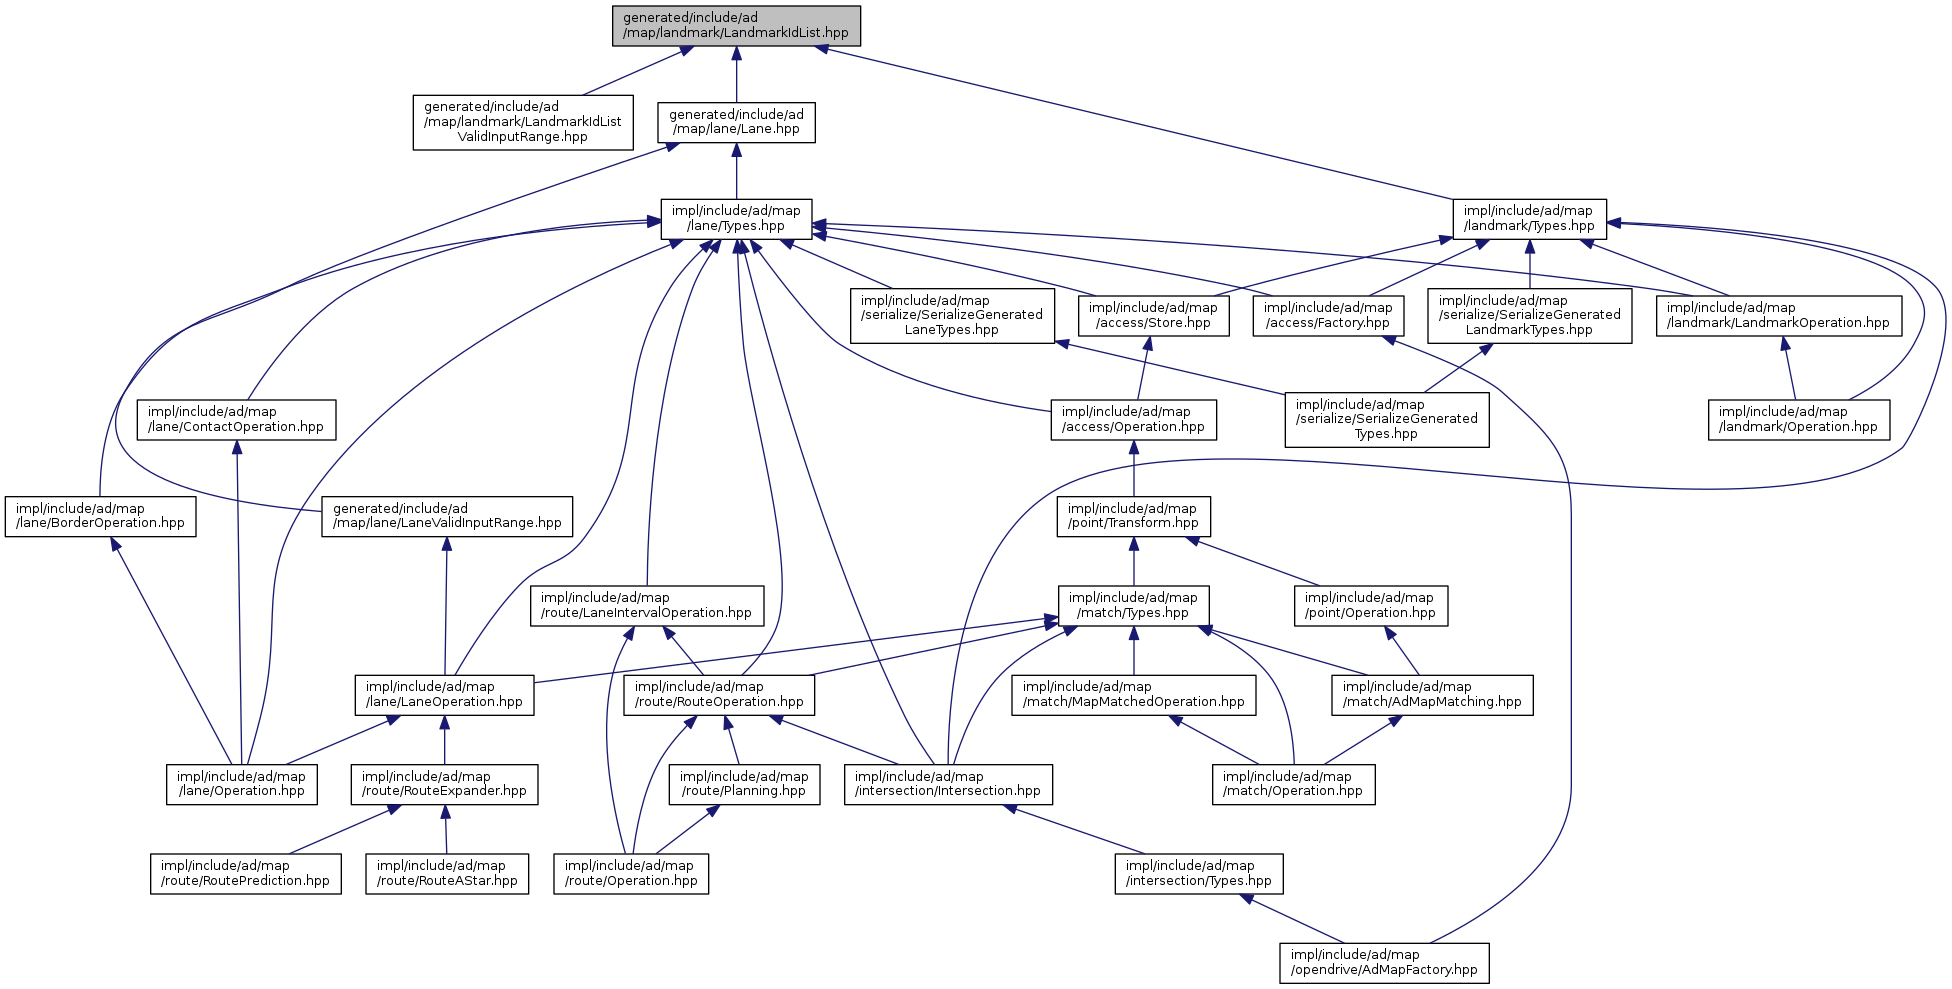 generated/include/ad
/map/landmark/LandmarkIdList.hpp
generated/include/ad
/map/landmark/LandmarkIdList
ValidInputRange.hpp
generated/include/ad
/map/lane/Lane.hpp
impl/include/ad/map
/lane/Types.hpp
impl/include/ad/map
/landmark/Types.hpp
impl/include/ad/map
/serialize/SerializeGenerated
LaneTypes.hpp
impl/include/ad/map
/access/Store.hpp
impl/include/ad/map
/access/Factory.hpp
impl/include/ad/map
/serialize/SerializeGenerated
LandmarkTypes.hpp
impl/include/ad/map
/landmark/LandmarkOperation.hpp
impl/include/ad/map
/lane/ContactOperation.hpp
impl/include/ad/map
/access/Operation.hpp
impl/include/ad/map
/serialize/SerializeGenerated
Types.hpp
impl/include/ad/map
/landmark/Operation.hpp
impl/include/ad/map
/lane/BorderOperation.hpp
generated/include/ad
/map/lane/LaneValidInputRange.hpp
impl/include/ad/map
/point/Transform.hpp
impl/include/ad/map
/route/LaneIntervalOperation.hpp
impl/include/ad/map
/match/Types.hpp
impl/include/ad/map
/point/Operation.hpp
impl/include/ad/map
/lane/LaneOperation.hpp
impl/include/ad/map
/route/RouteOperation.hpp
impl/include/ad/map
/match/MapMatchedOperation.hpp
impl/include/ad/map
/match/AdMapMatching.hpp
impl/include/ad/map
/lane/Operation.hpp
impl/include/ad/map
/route/RouteExpander.hpp
impl/include/ad/map
/route/Planning.hpp
impl/include/ad/map
/intersection/Intersection.hpp
impl/include/ad/map
/match/Operation.hpp
impl/include/ad/map
/route/RoutePrediction.hpp
impl/include/ad/map
/route/RouteAStar.hpp
impl/include/ad/map
/route/Operation.hpp
impl/include/ad/map
/intersection/Types.hpp
impl/include/ad/map
/opendrive/AdMapFactory.hpp